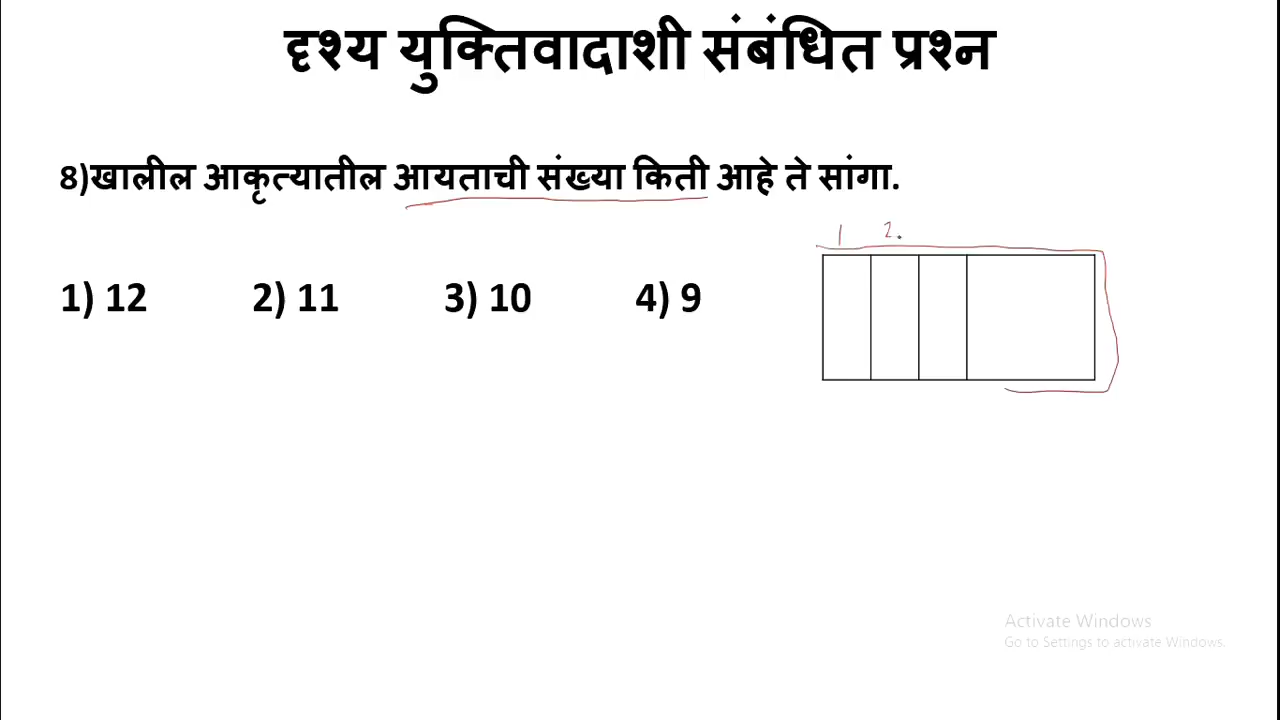 दृश्य युक्तिवादाशी संबंधित प्रश्न
8)खालील आकृत्यातील आयताची संख्या किती आहे ते सांगा.
1 2.
1) 12 2) 11 3) 10 4) 9
Activate Windows
Go to Settings to activate Windows.